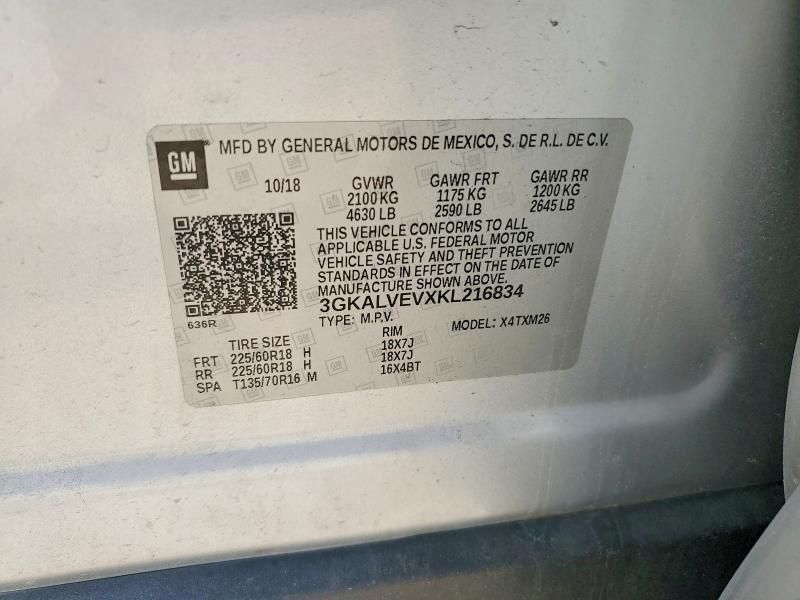 GM MFD BY GENERAL MOTORS DE MEXICO, S. DE R.L. DE C.V.
10/18 GVWR GAWR FRT GAWR RR
2100 KG 1175 KG 1200 KG
4630 LB 2590 LB 2645 LB
THIS VEHICLE CONFORMS TO ALL
APPLICABLE U.S. FEDERAL MOTOR
VEHICLE SAFETY AND THEFT PREVENTION
STANDARDS IN EFFECT ON THE DATE OF
MANUFACTURE SHOWN ABOVE.
3GKALVEVXKL216834
636R TYPE: M.P.V. MODEL: X4TXM26
TIRE SIZE RIM
FRT 225/60R18 H 18X7J
RR 225/60R18 H 18X7J
SPA T135/70R16 M 16X4BT